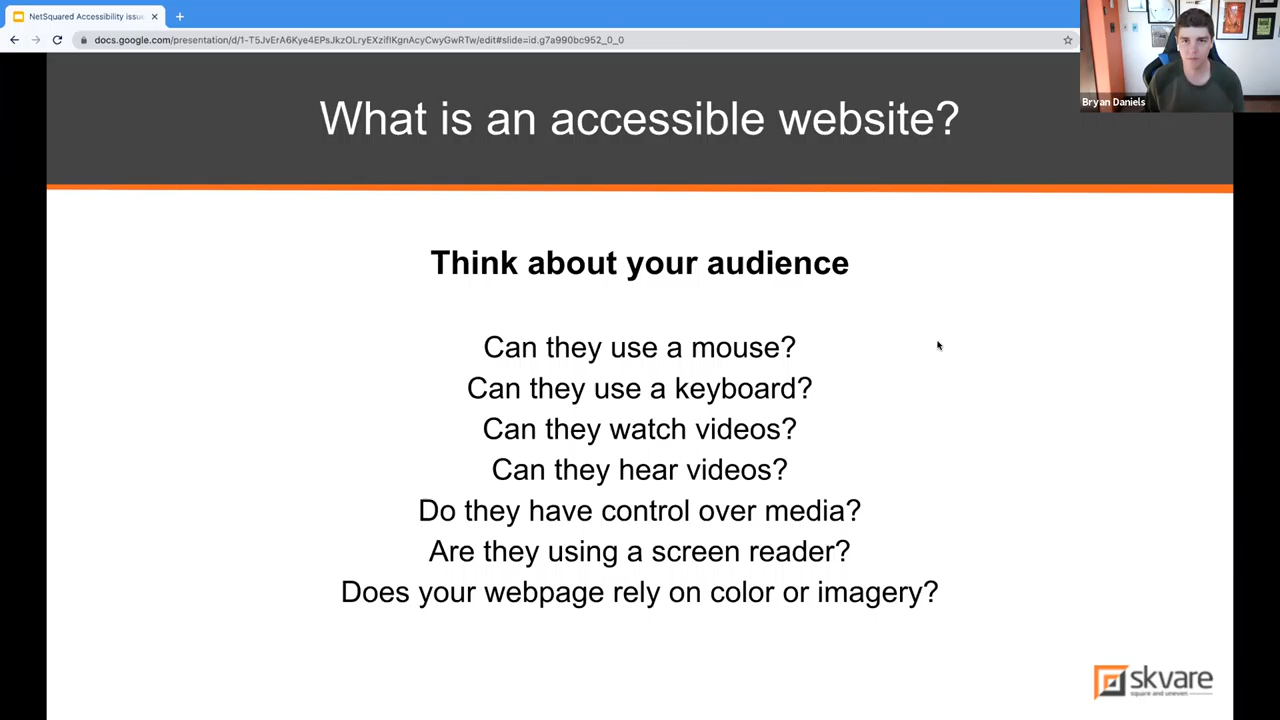 NetSquared Accessibility issu
docs.google.com/presentation/d/1-T5JvErA6Kye4EPsJkzOLryEXzifIKgnAcyCwyGwRTw/edit#slide=id.g7a990bc952_0_0
Bryan Daniels
What is an accessible website?
Think about your audience
Can they use a mouse?
Can they use a keyboard?
Can they watch videos?
Can they hear videos?
Do they have control over media?
Are they using a screen reader?
Does your webpage rely on color or imagery?
skvare
square and uneven